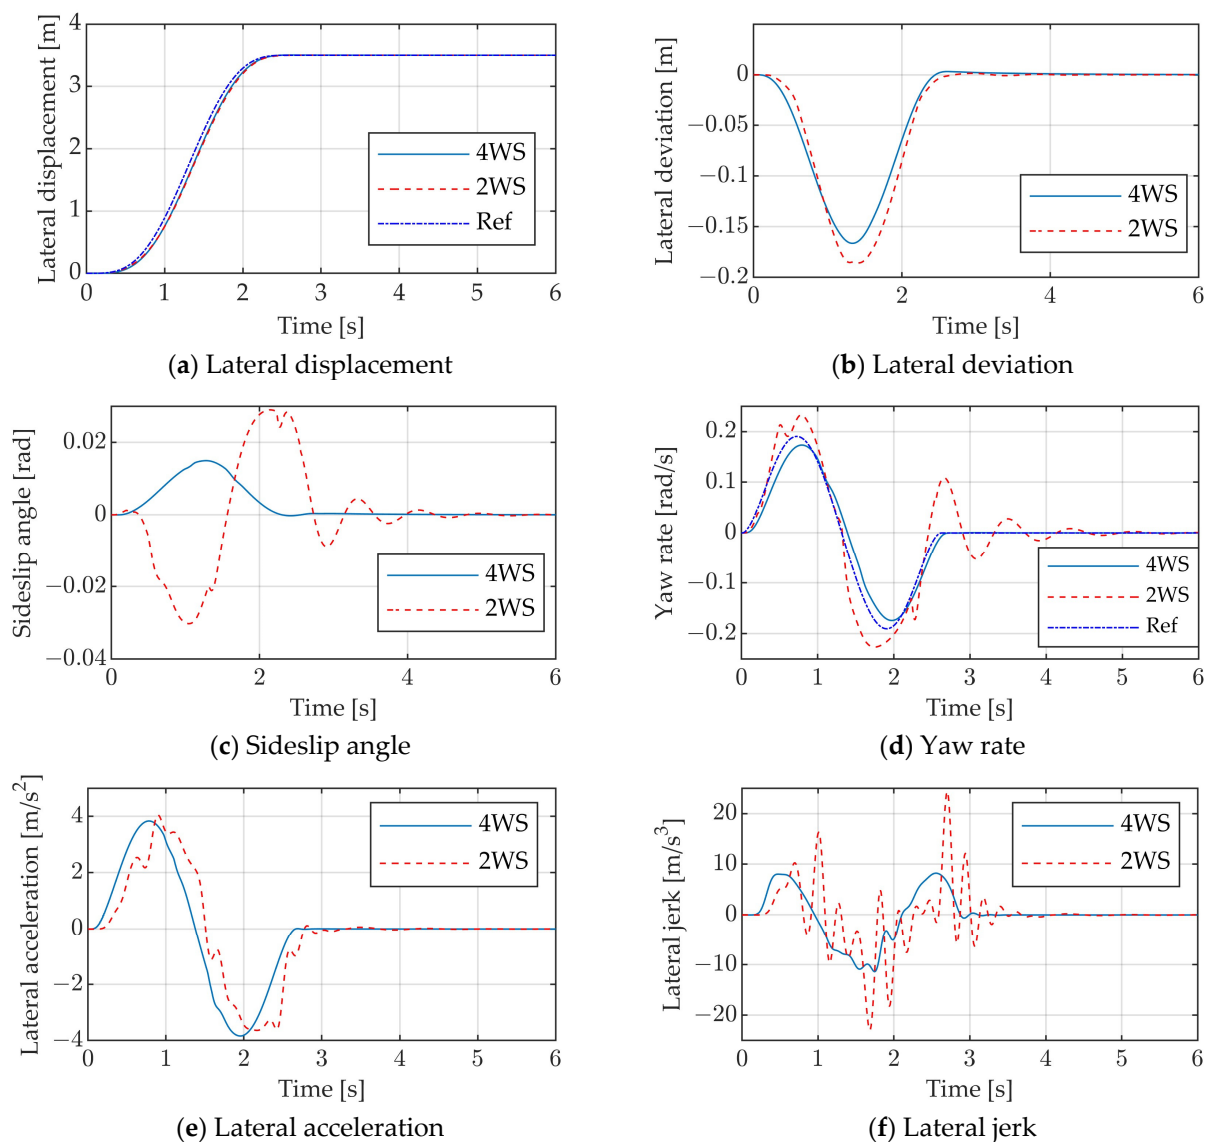 Lateral displacement [m]
4
3
2
1
0
0 1 2 3 4 5 6
4WS
2WS
Ref
Time [s]
(a) Lateral displacement
Lateral deviation [m]
0
−0.05
−0.1
−0.15
−0.2
0 2 4 6
4WS
2WS
Time [s]
(b) Lateral deviation
Sideslip angle [rad]
0.02
0
−0.02
−0.04
0 2 4 6
4WS
2WS
Time [s]
(c) Sideslip angle
Yaw rate [rad/s]
0.2
0.1
0
−0.1
−0.2
0 1 2 3 4 5 6
4WS
2WS
Ref
Time [s]
(d) Yaw rate
Lateral acceleration [m/s²]
4
2
0
−2
−4
0 1 2 3 4 5 6
4WS
2WS
Time [s]
(e) Lateral acceleration
Lateral jerk [m/s³]
20
10
0
−10
−20
0 1 2 3 4 5 6
4WS
2WS
Time [s]
(f) Lateral jerk